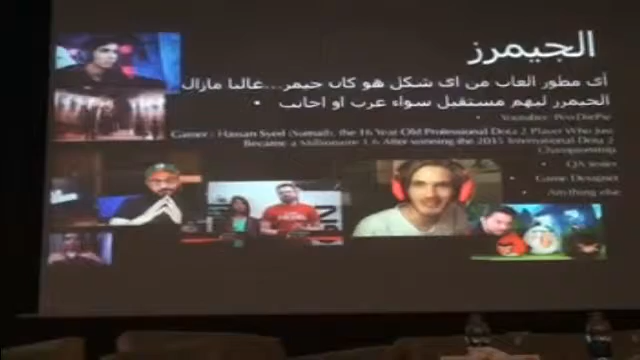 الجيمرز
أى مطور العاب من اى شكل هو كان جيمر...غالبا مازال
الجيمرز ليهم مستقبل سواء عرب او اجانب •
• Youtuber: PewDiePie
Gamer : Hassan Syed (Sumail), the 16 Year Old Professional Dota 2 Player Who Just
Became a Millionaire 1.6 After winning the 2015 International Dota 2
Championship
• QA tester
• Game Designer
• Anything else